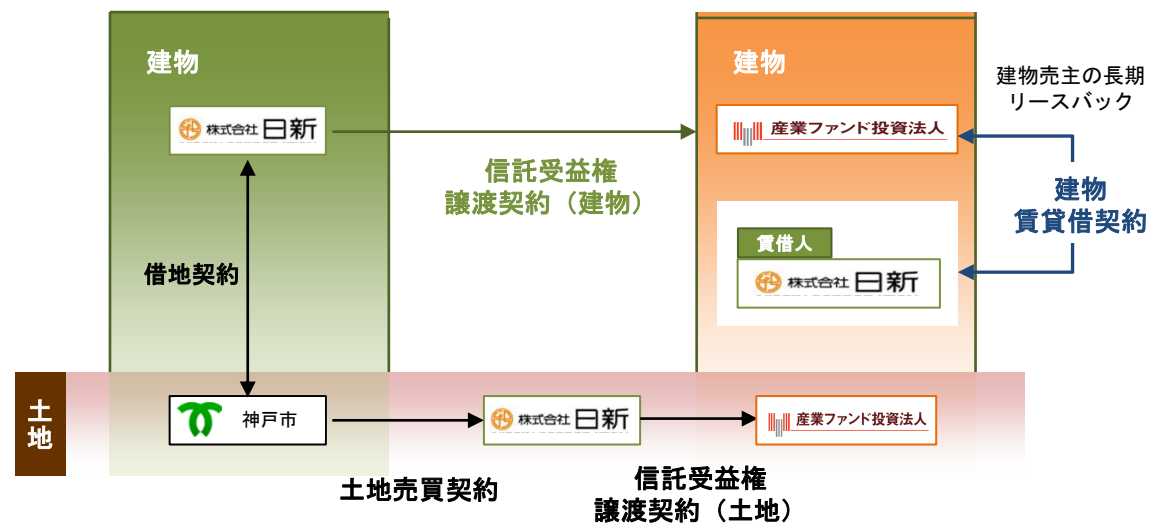 建物
株式会社 日新
借地契約
信託受益権
譲渡契約（建物）
建物
産業ファンド投資法人
賃借人
株式会社 日新
建物売主の長期
リースバック
建物
賃貸借契約
土地
神戸市
土地売買契約
株式会社 日新
信託受益権
譲渡契約（土地）
産業ファンド投資法人